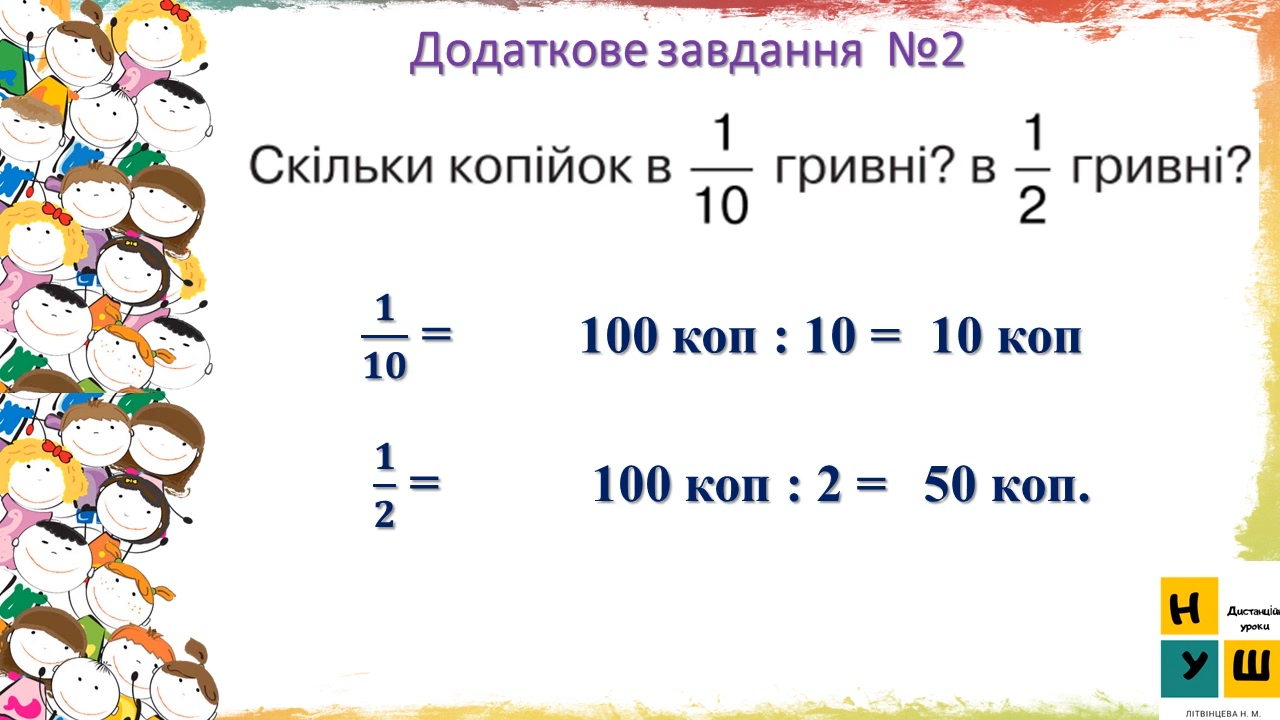 Додаткове завдання №2
Скільки копійок в 1/10 гривні? в 1/2 гривні?
1/10 = 100 коп : 10 = 10 коп
1/2 = 100 коп : 2 = 50 коп.
Н
Дистанцій
уроки
У Ш
ЛІТВІНЦЕВА Н. М.